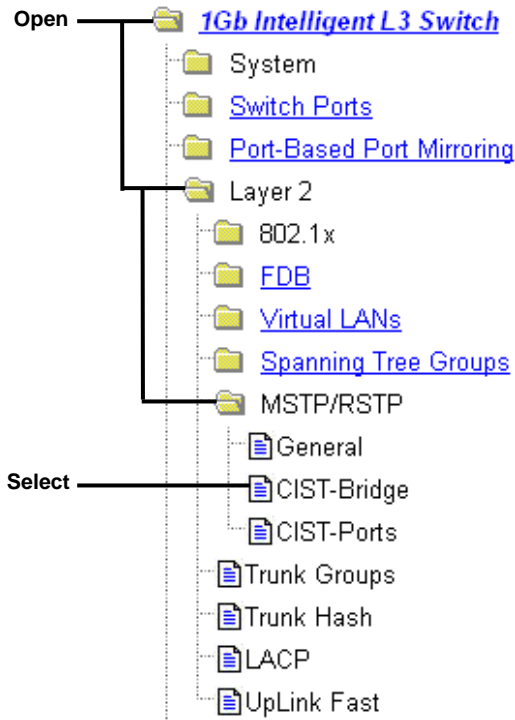 Open 1Gb Intelligent L3 Switch
System
Switch Ports
Port-Based Port Mirroring
Layer 2
802.1x
FDB
Virtual LANs
Spanning Tree Groups
MSTP/RSTP
General
Select CIST-Bridge
CIST-Ports
Trunk Groups
Trunk Hash
LACP
UpLink Fast